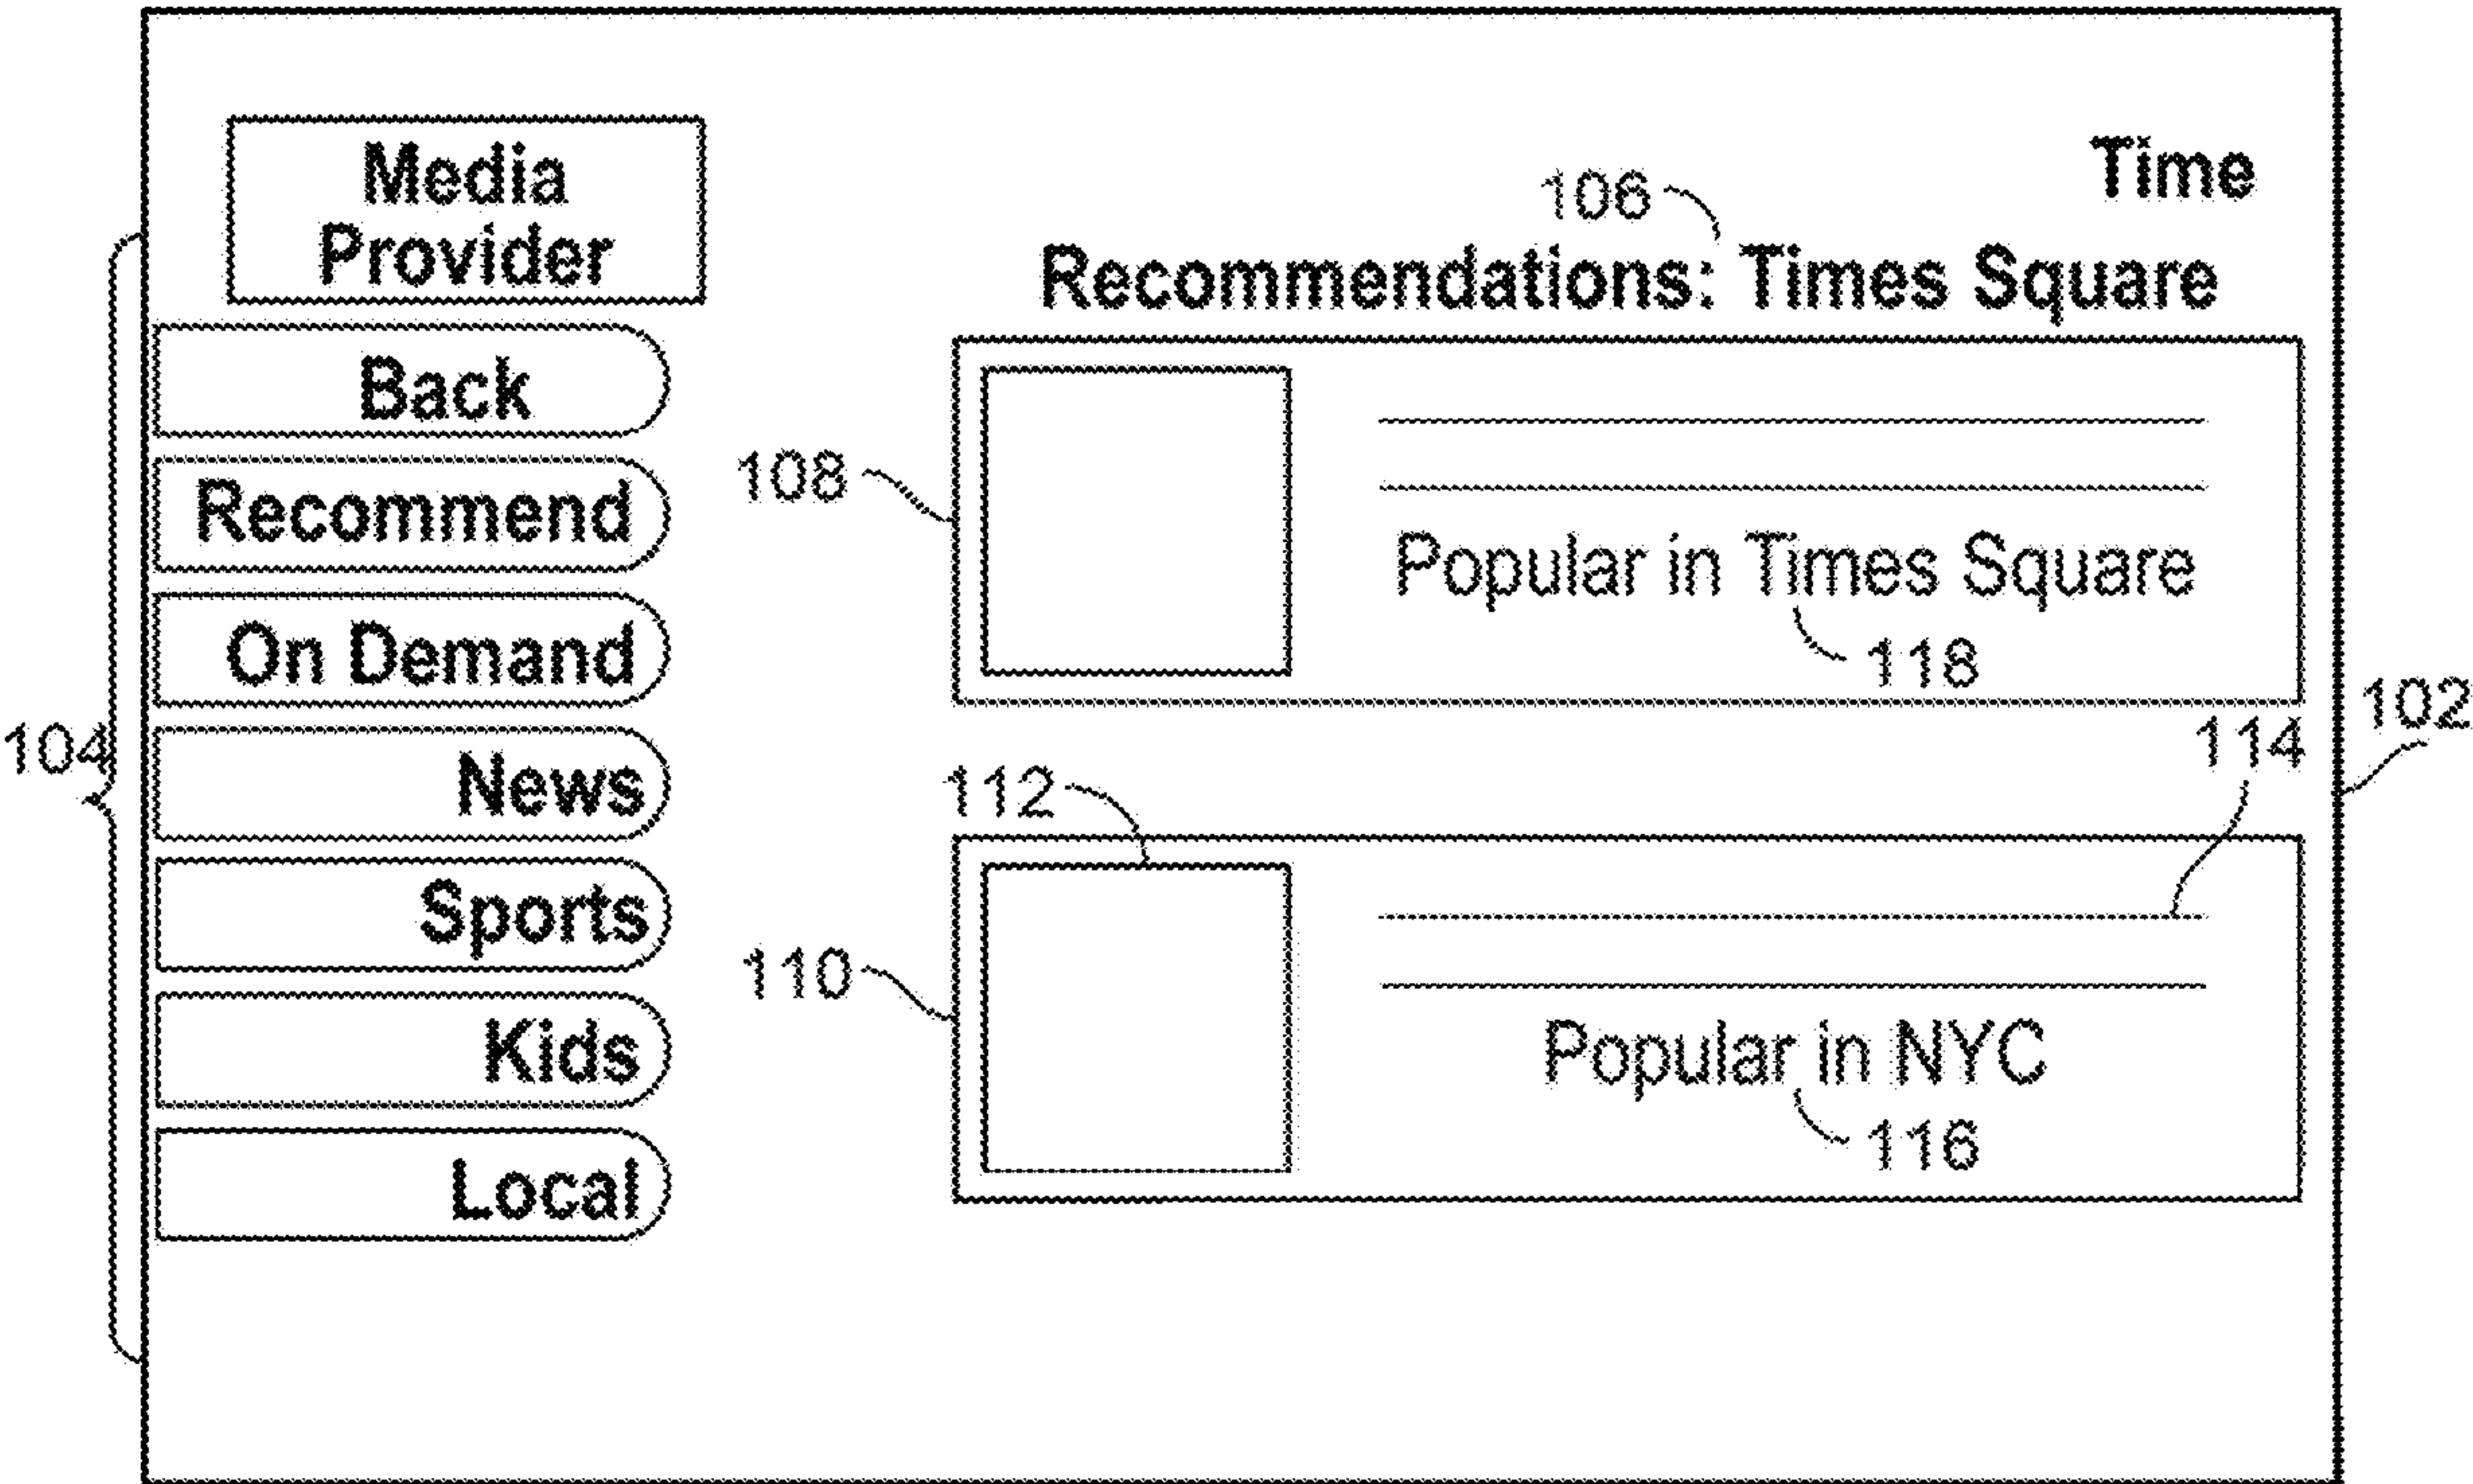 Media
Provider
Time
106
Recommendations: Times Square
Back
Recommend
108
On Demand
Popular in Times Square
118
104
News
102
114
112
Sports
110
Kids
Popular in NYC
116
Local